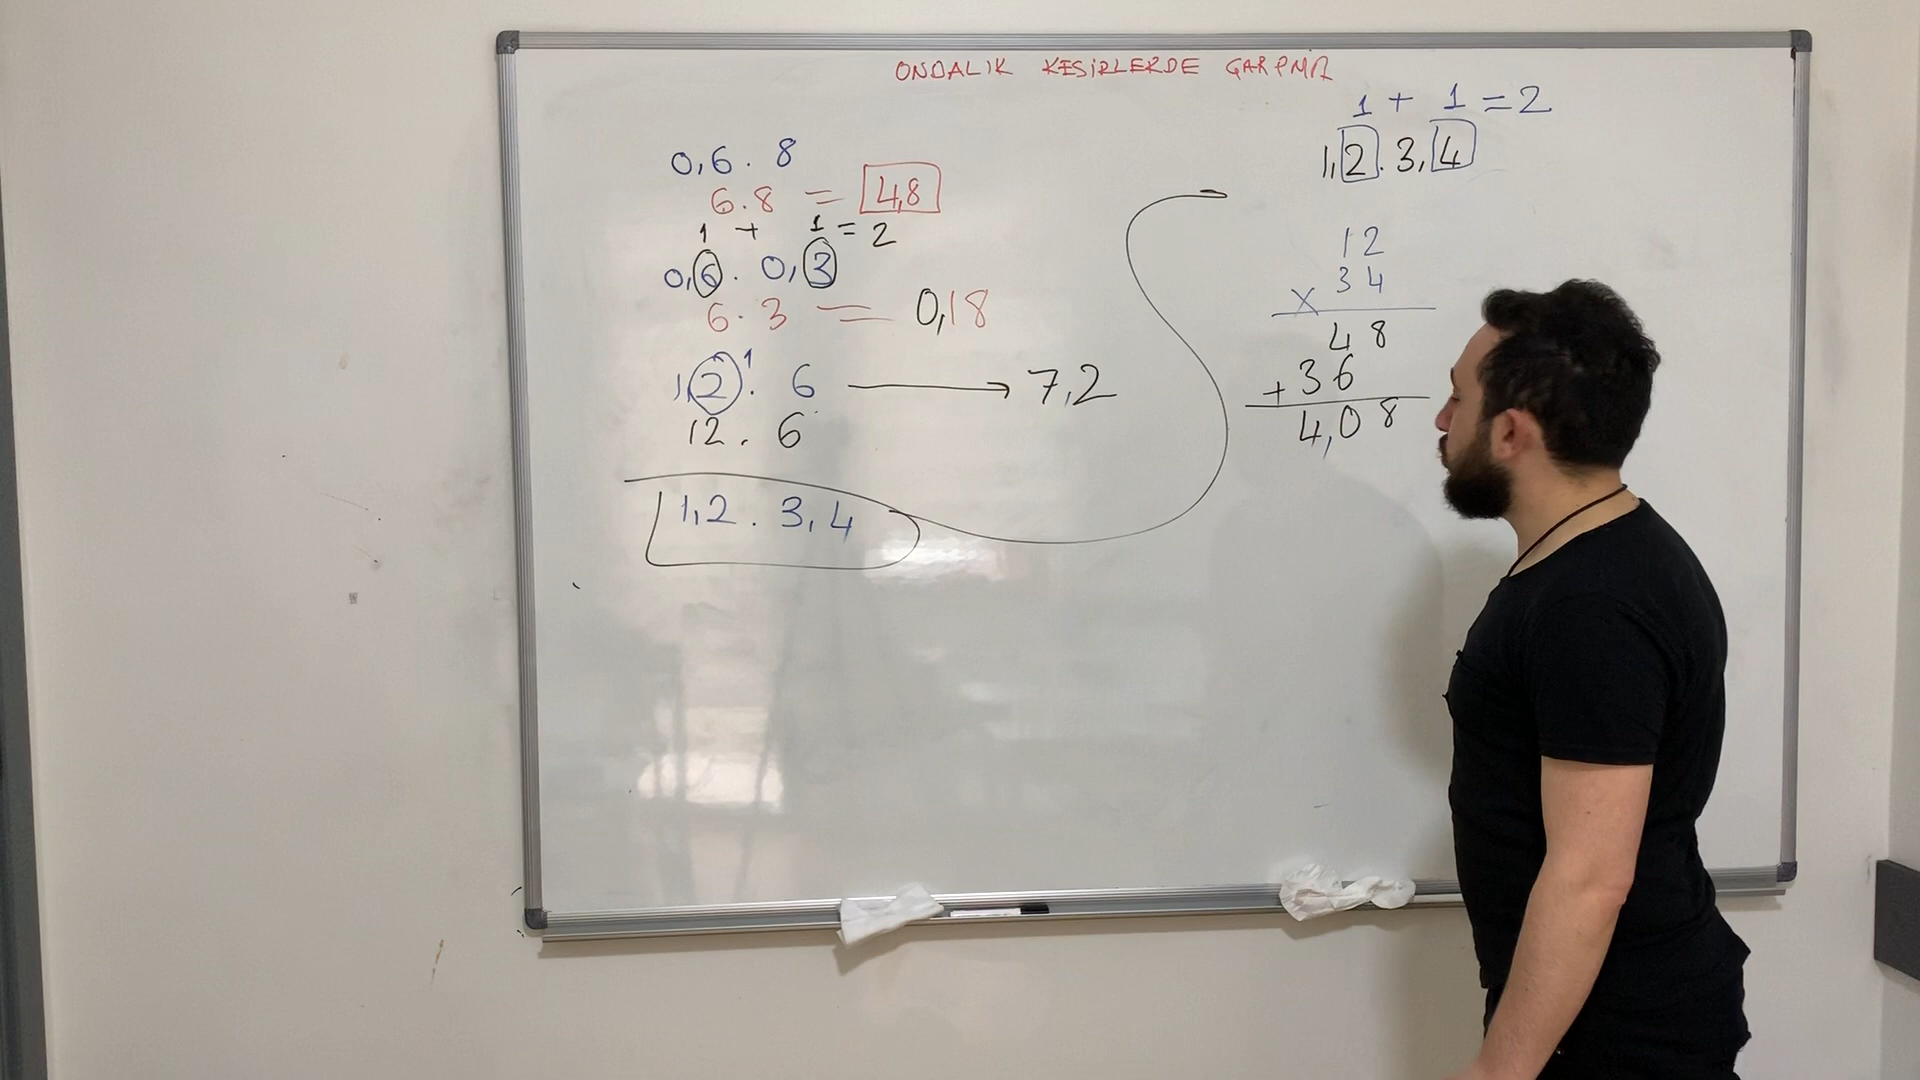 ONDALIK KESİRLERDE ÇARPMA
0,6 . 8
6.8 = 4,8
1 + 1 = 2
0,6 . 0,3
6.3 = 0,18
1
1,2 . 6 → 7,2
12 . 6
1,2 . 3,4
1 + 1 = 2
1,2 . 3,4
12
x 34
48
+ 36
4,08